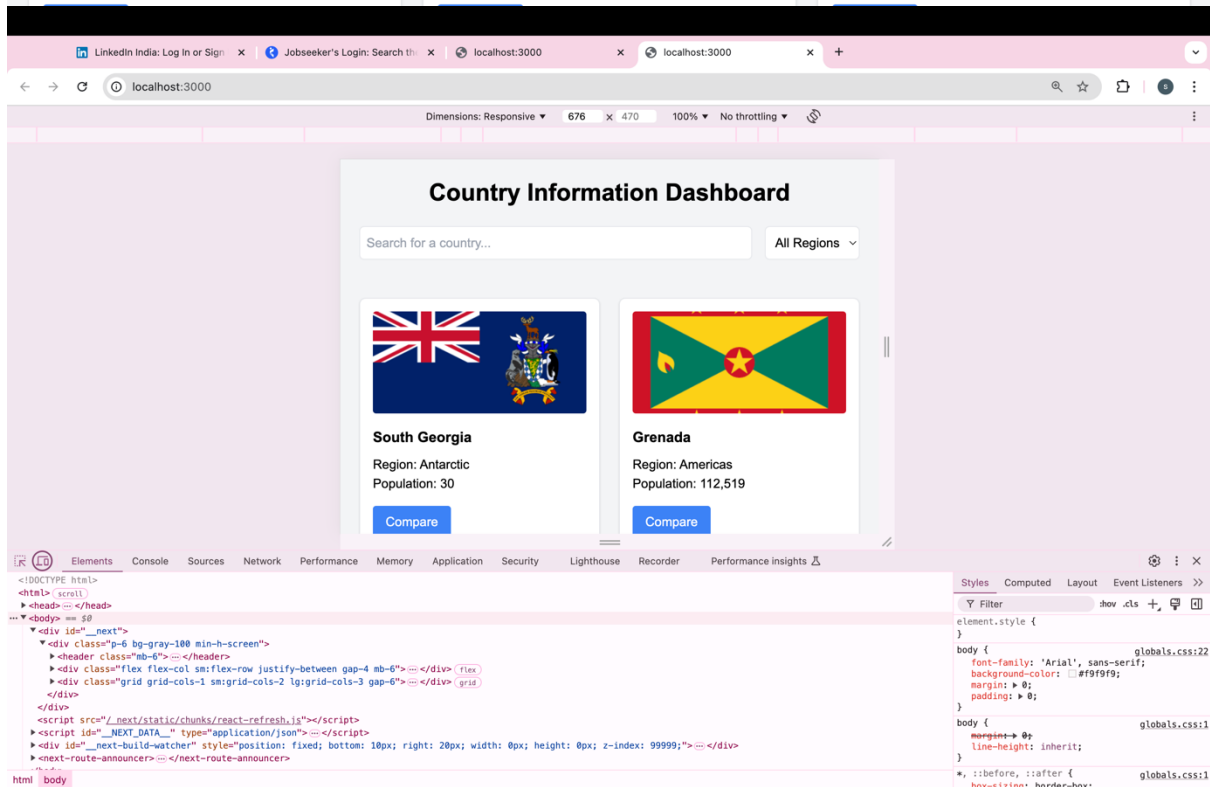 LinkedIn India: Log In or Sign
Jobseeker's Login: Search th
localhost:3000
localhost:3000
localhost:3000
S
Dimensions: Responsive ▼ 676 x 470 100% ▼ No throttling ▼
Country Information Dashboard
Search for a country...
All Regions
South Georgia
Region: Antarctic
Population: 30
Compare
Grenada
Region: Americas
Population: 112,519
Compare
Elements Console Sources Network Performance Memory Application Security Lighthouse Recorder Performance insights
<!DOCTYPE html>
<html> scroll
▶<head> ⋯ </head>
⋯ ▼<body> == $0
▼<div id="__next">
▼<div class="p-6 bg-gray-100 min-h-screen">
▶<header class="mb-6"> ⋯ </header>
▶<div class="flex flex-col sm:flex-row justify-between gap-4 mb-6"> ⋯ </div> flex
▶<div class="grid grid-cols-1 sm:grid-cols-2 lg:grid-cols-3 gap-6"> ⋯ </div> grid
</div>
</div>
<script src="/_next/static/chunks/react-refresh.js"></script>
▶<script id="__NEXT_DATA__" type="application/json"> ⋯ </script>
▶<div id="__next-build-watcher" style="position: fixed; bottom: 10px; right: 20px; width: 0px; height: 0px; z-index: 99999;"> ⋯ </div>
▶<next-route-announcer> ⋯ </next-route-announcer>
html body
Styles Computed Layout Event Listeners >>
Filter :hov .cls
element.style {
}
body { globals.css:22
font-family: 'Arial', sans-serif;
background-color: #f9f9f9;
margin: ▶ 0;
padding: ▶ 0;
}
body { globals.css:1
margin: ▶ 0;
line-height: inherit;
}
*, ::before, ::after { globals.css:1
box-sizing: border-box;